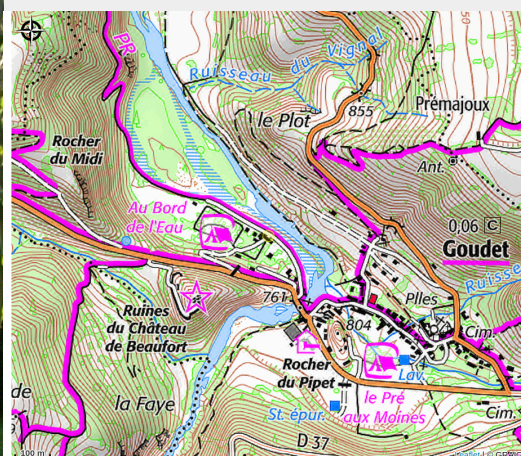 PR
Ruisseau du Vignal
855
Prémajoux
le Plot
Rocher
du Midi
Ant.
Au Bord
de l'Eau
0,06 C
Goudet
761
Plles
Ruines
du Château
de Beaufort
804
Cim.
Rocher
du Pipet
Lav.
la Faye
St. épur.
le Pré
aux Moines
Cim.
D 37
100 m